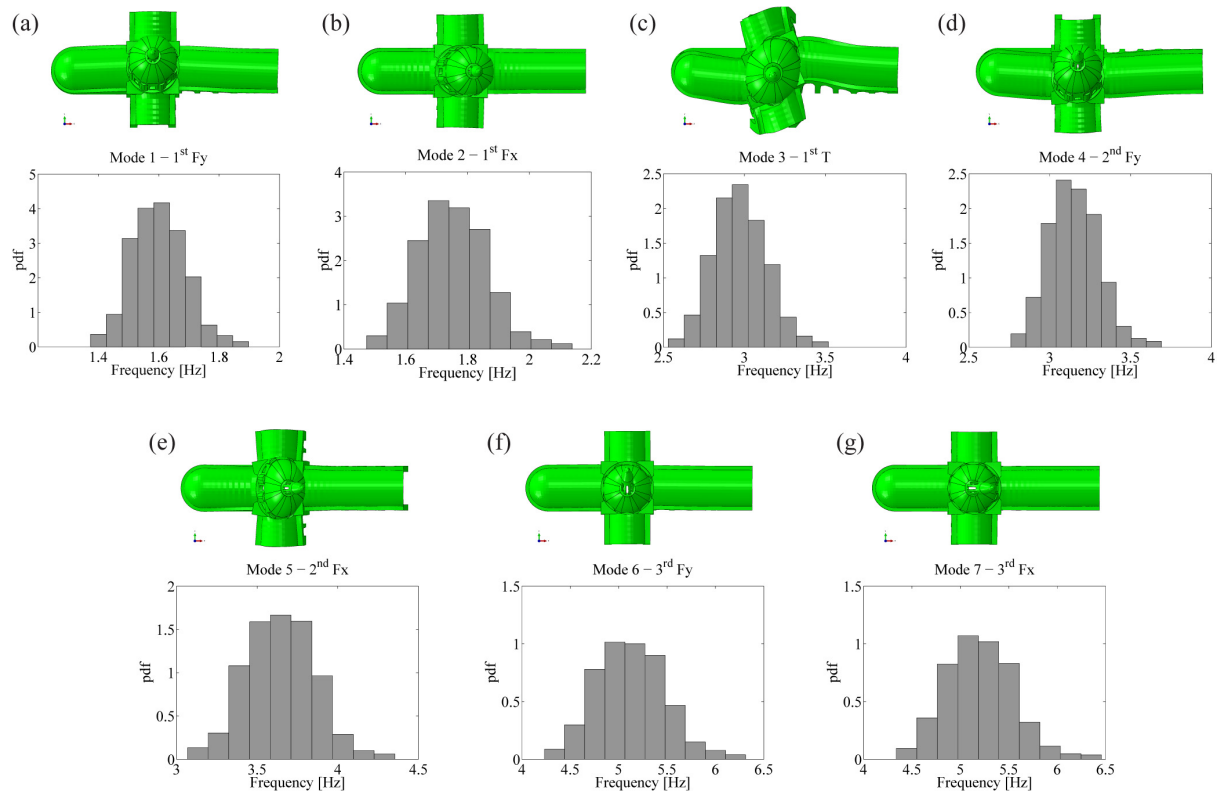 (a)
(b)
(c)
(d)
Mode 1 – 1st Fy
Mode 2 – 1st Fx
Mode 3 – 1st T
Mode 4 – 2nd Fy
5
4
3
2
1
0
pdf
1.4
1.6
1.8
2
Frequency [Hz]
4
3
2
1
0
pdf
1.4
1.6
1.8
2.0
2.2
Frequency [Hz]
2.5
2
1.5
1
0.5
0
pdf
2.5
3
3.5
4
Frequency [Hz]
2.5
2
1.5
1
0.5
0
pdf
2.5
3
3.5
4
Frequency [Hz]
(e)
(f)
(g)
Mode 5 – 2nd Fx
Mode 6 – 3rd Fy
Mode 7 – 3rd Fx
2
1.5
1
0.5
0
pdf
3
3.5
4
4.5
Frequency [Hz]
1.5
1
0.5
0
pdf
4
4.5
5
5.5
6
6.5
Frequency [Hz]
1.5
1
0.5
0
pdf
4
4.5
5
5.5
6
6.5
Frequency [Hz]